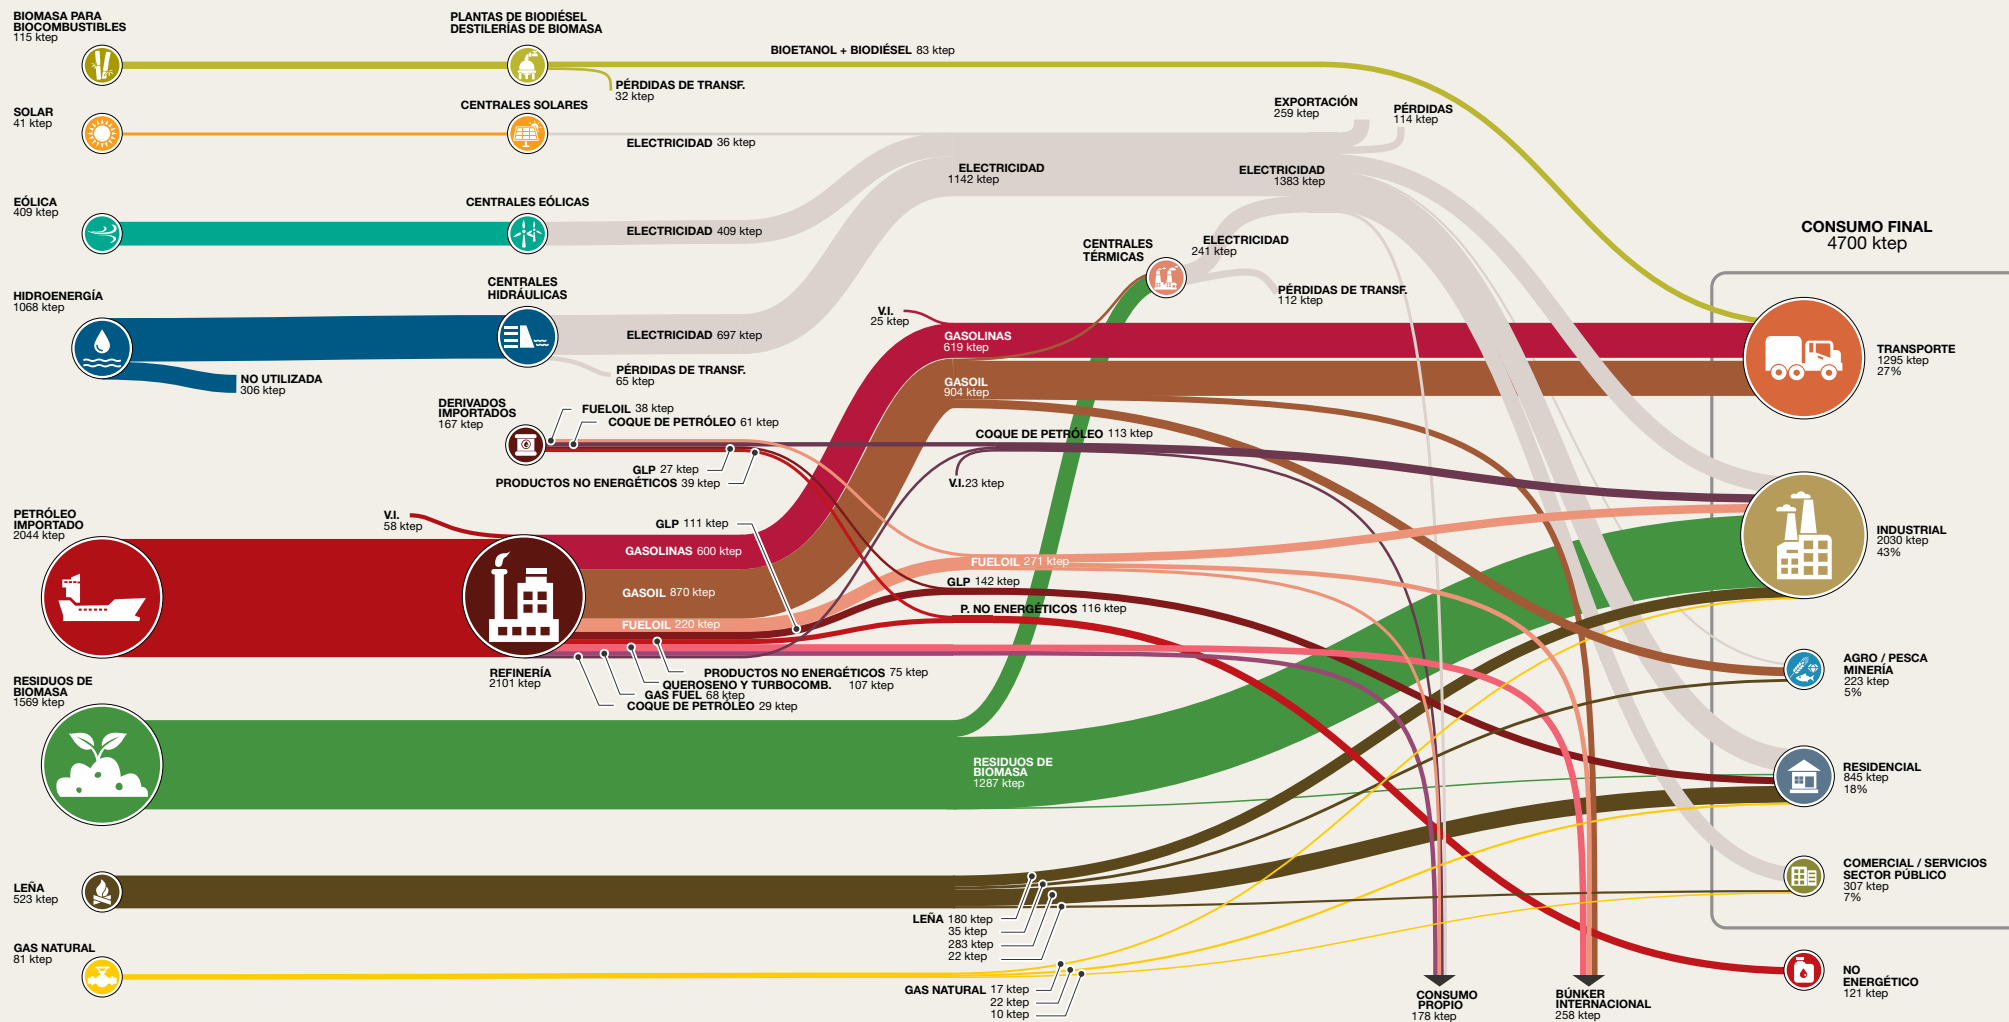 BIOMASA PARA
BIOCOMBUSTIBLES
115 ktep
PLANTAS DE BIODIÉSEL
DESTILERÍAS DE BIOMASA
BIOETANOL + BIODIÉSEL 83 ktep
PÉRDIDAS DE TRANSF.
32 ktep
SOLAR
41 ktep
CENTRALES SOLARES
ELECTRICIDAD 36 ktep
EXPORTACIÓN
259 ktep
PÉRDIDAS
114 ktep
ELECTRICIDAD
1142 ktep
ELECTRICIDAD
1383 ktep
EÓLICA
409 ktep
CENTRALES EÓLICAS
ELECTRICIDAD 409 ktep
CENTRALES
TÉRMICAS
ELECTRICIDAD
241 ktep
PÉRDIDAS DE TRANSF.
112 ktep
CONSUMO FINAL
4700 ktep
HIDROENERGÍA
1068 ktep
CENTRALES
HIDRÁULICAS
ELECTRICIDAD 697 ktep
V.I.
25 ktep
GASOLINAS
619 ktep
TRANSPORTE
1295 ktep
27%
NO UTILIZADA
306 ktep
PÉRDIDAS DE TRANSF.
65 ktep
GASOIL
904 ktep
DERIVADOS
IMPORTADOS
167 ktep
FUELOIL 38 ktep
COQUE DE PETRÓLEO 61 ktep
COQUE DE PETRÓLEO 113 ktep
GLP 27 ktep
PRODUCTOS NO ENERGÉTICOS 39 ktep
V.I. 23 ktep
PETRÓLEO
IMPORTADO
2044 ktep
V.I.
58 ktep
GLP 111 ktep
INDUSTRIAL
2030 ktep
43%
GASOLINAS 600 ktep
FUELOIL 271 ktep
GASOIL 870 ktep
GLP 142 ktep
P. NO ENERGÉTICOS 116 ktep
FUELOIL 220 ktep
REFINERÍA
2101 ktep
PRODUCTOS NO ENERGÉTICOS 75 ktep
QUEROSENO Y TURBOCOMB. 107 ktep
GAS FUEL 68 ktep
COQUE DE PETRÓLEO 29 ktep
AGRO / PESCA
MINERÍA
223 ktep
5%
RESIDUOS DE
BIOMASA
1569 ktep
RESIDUOS DE
BIOMASA
1287 ktep
RESIDENCIAL
845 ktep
18%
LEÑA
523 ktep
COMERCIAL / SERVICIOS
SECTOR PÚBLICO
307 ktep
7%
LEÑA 180 ktep
35 ktep
283 ktep
22 ktep
GAS NATURAL
81 ktep
GAS NATURAL 17 ktep
22 ktep
10 ktep
CONSUMO
PROPIO
178 ktep
BÚNKER
INTERNACIONAL
258 ktep
NO
ENERGÉTICO
121 ktep